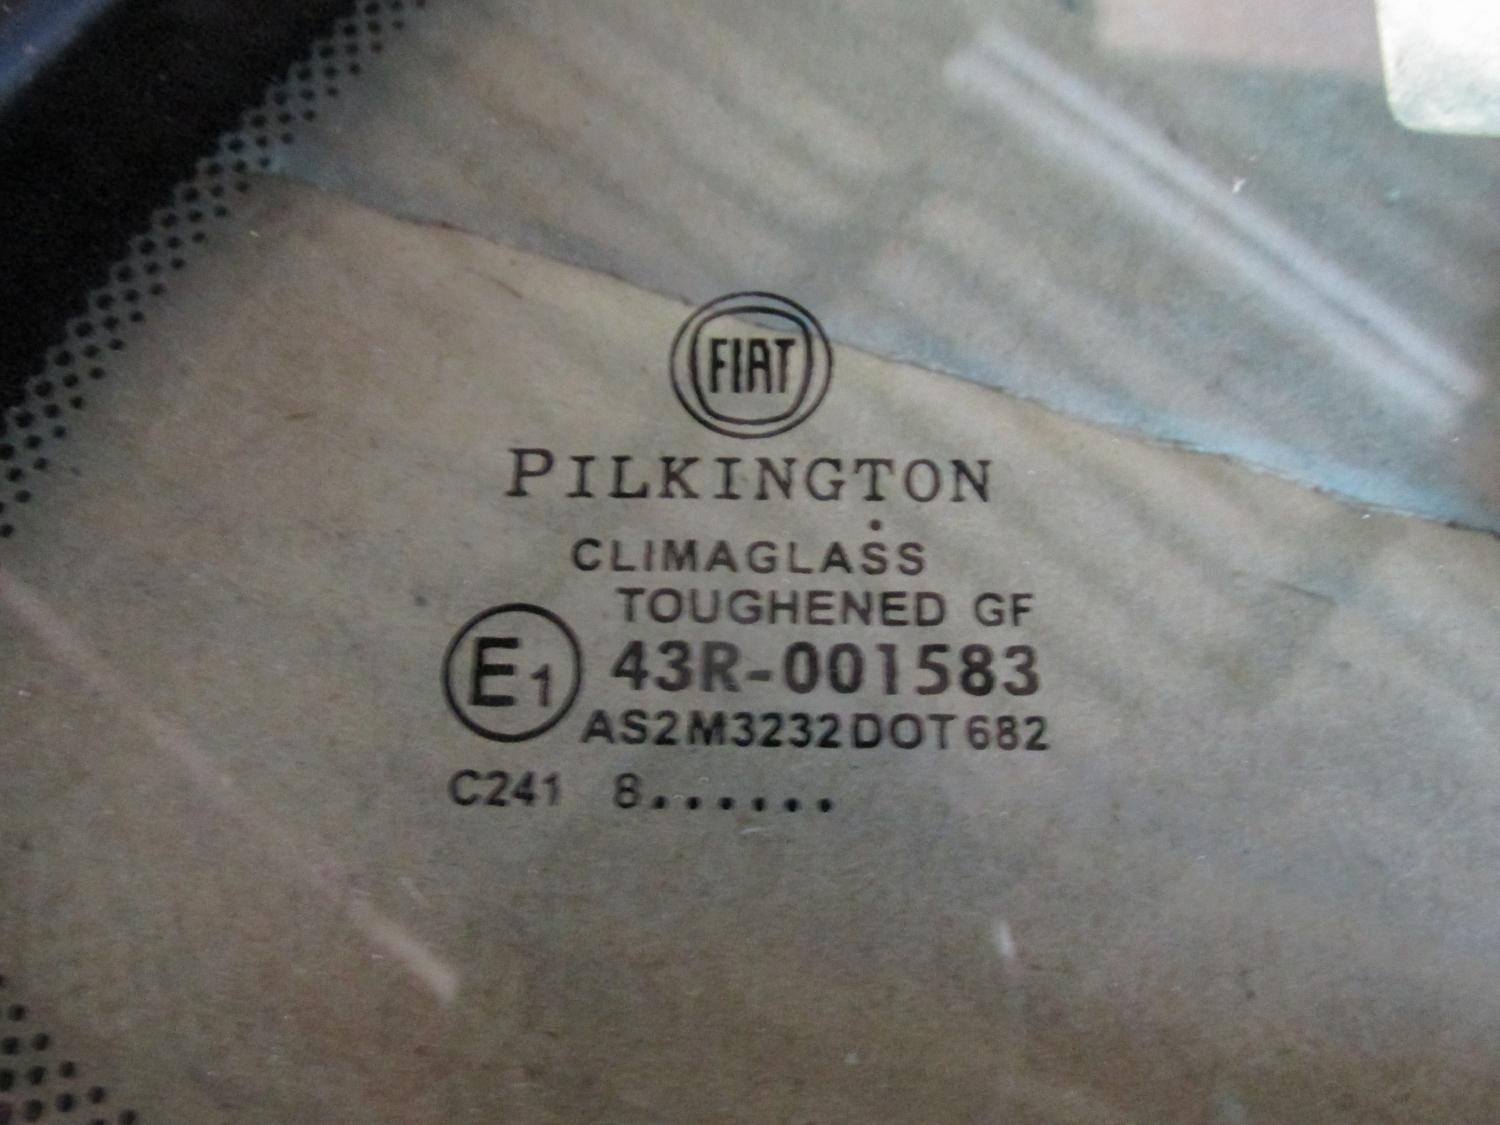 FIAT
PILKINGTON
CLIMAGLASS
TOUGHENED GF
E1 43R-001583
AS2M3232DOT682
C241 8......